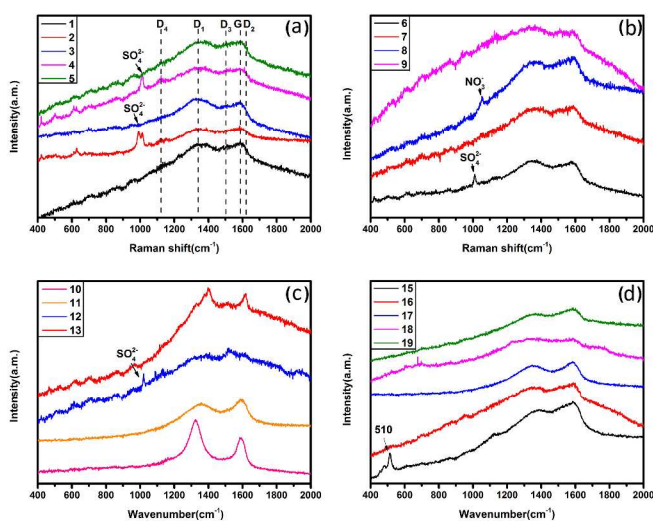 (a)
D4 D1 D3 G D2
1
2
3
4
5
SO4^2-
SO4^2-
Intensity(a.m.)
400 600 800 1000 1200 1400 1600 1800 2000
Raman shift(cm-1)
(b)
6
7
8
9
NO3^-
SO4^2-
Intensity(a.m.)
400 600 800 1000 1200 1400 1600 1800 2000
Raman shift(cm-1)
(c)
10
11
12
13
SO4^2-
Intensity(a.m.)
400 600 800 1000 1200 1400 1600 1800 2000
Wavenumber(cm-1)
(d)
15
16
17
18
19
510
Intensity(a.m.)
400 600 800 1000 1200 1400 1600 1800 2000
Wavenumber(cm-1)